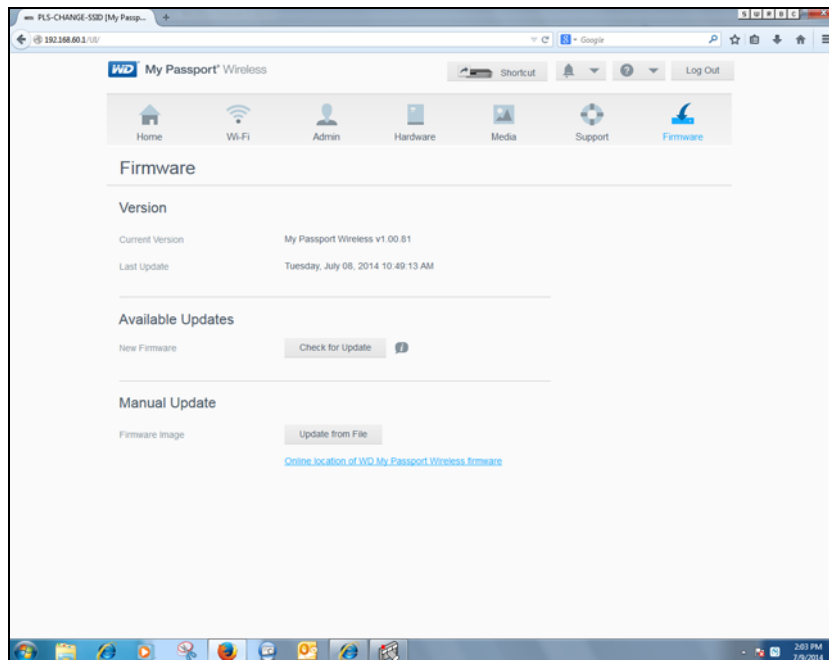 PLS-CHANGE-SSID [My Passp...
S W # B C
192.168.60.1/UI/
Google
WD My Passport® Wireless
Shortcut
Log Out
Home Wi-Fi Admin Hardware Media Support Firmware
Firmware
Version
Current Version My Passport Wireless v1.00.81
Last Update Tuesday, July 08, 2014 10:49:13 AM
Available Updates
New Firmware Check for Update
Manual Update
Firmware Image Update from File
Online location of WD My Passport Wireless firmware
2:03 PM
7/9/2014